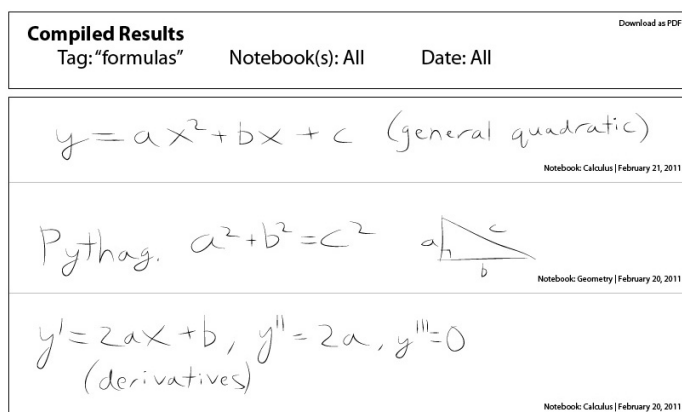 Download as PDF
Compiled Results
Tag: “formulas” Notebook(s): All Date: All
y = ax² + bx + c (general quadratic)
Notebook: Calculus | February 21, 2011
Pythag. a² + b² = c² a c
b
Notebook: Geometry | February 20, 2011
y' = 2ax + b, y'' = 2a, y''' = 0
(derivatives)
Notebook: Calculus | February 20, 2011